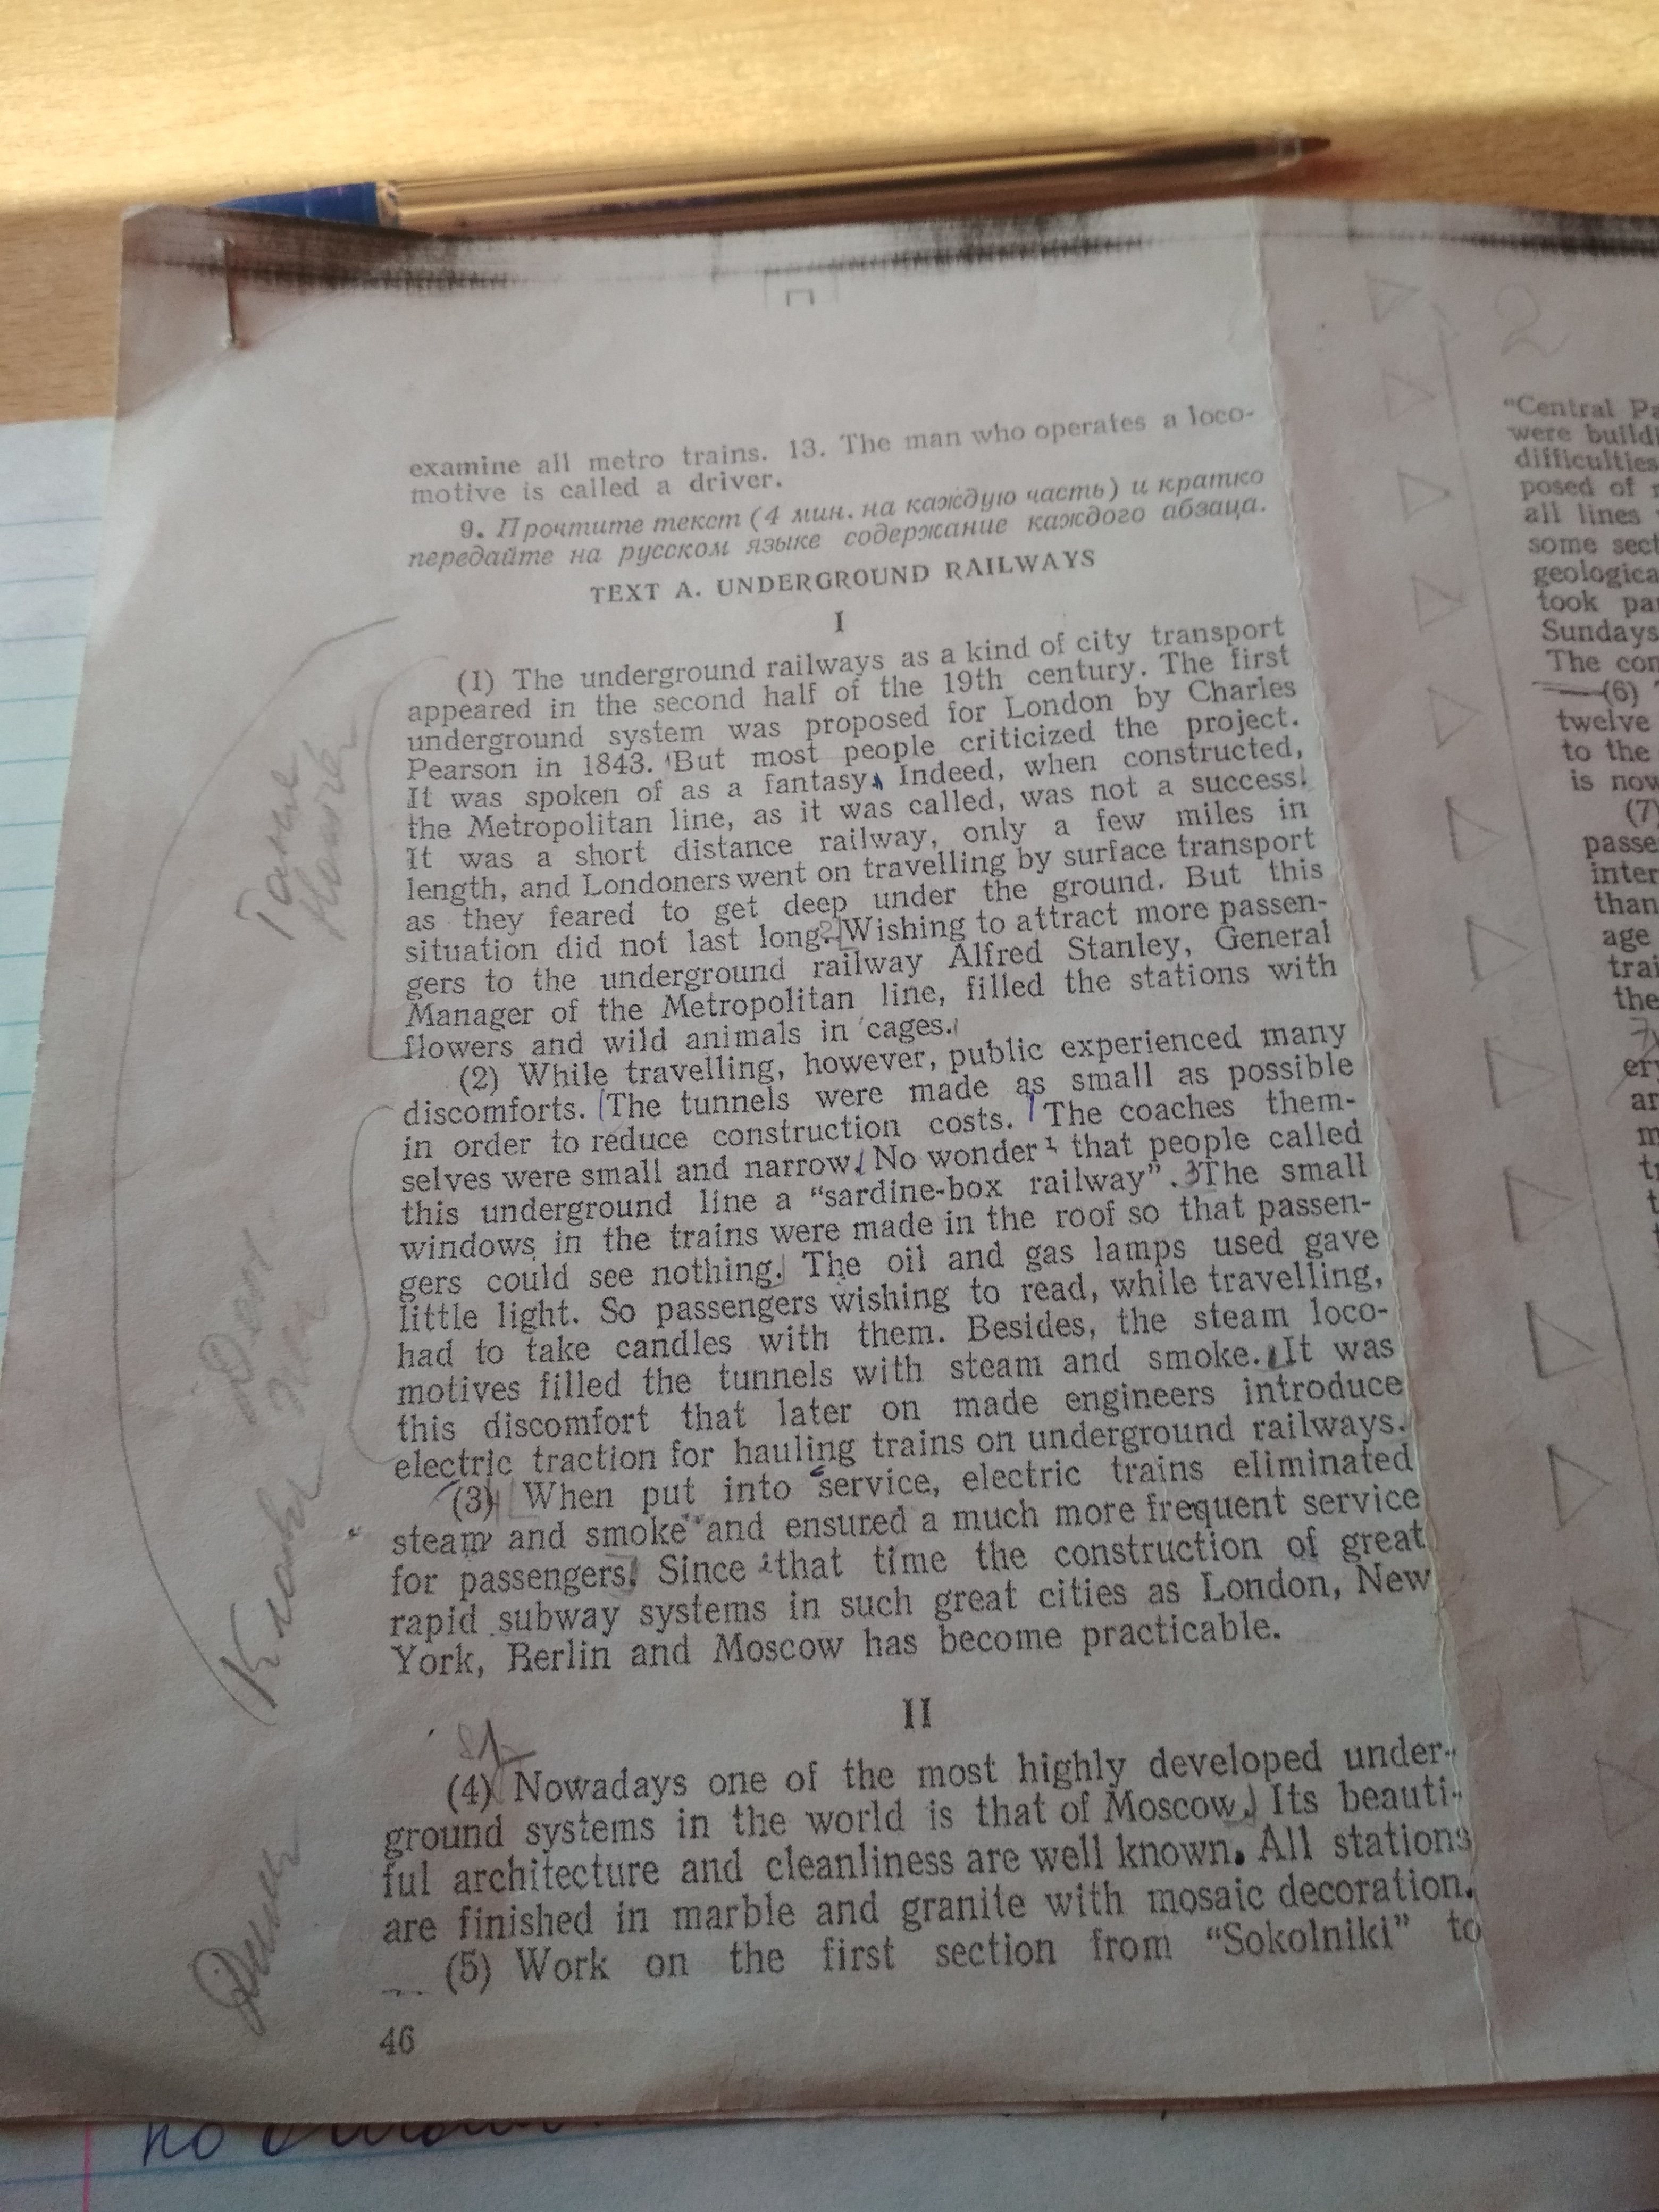 examine all metro trains. 13. The man who operates a loco-
motive is called a driver.
9. Прочтите текст (4 мин. на каждую часть) и кратко
передайте на русском языке содержание каждого абзаца.
TEXT A. UNDERGROUND RAILWAYS
I
(1) The underground railways as a kind of city transport
appeared in the second half of the 19th century. The first
underground system was proposed for London by Charles
Pearson in 1843. But most people criticized the project.
It was spoken of as a fantasy. Indeed, when constructed,
the Metropolitan line, as it was called, was not a success.
It was a short distance railway, only a few miles in
length, and Londoners went on travelling by surface transport
as they feared to get deep under the ground. But this
situation did not last long. Wishing to attract more passen-
gers to the underground railway Alfred Stanley, General
Manager of the Metropolitan line, filled the stations with
flowers and wild animals in cages.
(2) While travelling, however, public experienced many
discomforts. The tunnels were made as small as possible
in order to reduce construction costs. The coaches them-
selves were small and narrow. No wonder¹ that people called
this underground line a “sardine-box railway”. The small
windows in the trains were made in the roof so that passen-
gers could see nothing. The oil and gas lamps used gave
little light. So passengers wishing to read, while travelling,
had to take candles with them. Besides, the steam loco-
motives filled the tunnels with steam and smoke. It was
this discomfort that later on made engineers introduce
electric traction for hauling trains on underground railways.
(3) When put into service, electric trains eliminated
steam and smoke and ensured a much more frequent service
for passengers. Since that time the construction of great
rapid subway systems in such great cities as London, New
York, Berlin and Moscow has become practicable.
II
(4) Nowadays one of the most highly developed under-
ground systems in the world is that of Moscow. Its beauti-
ful architecture and cleanliness are well known. All stations
are finished in marble and granite with mosaic decoration.
(5) Work on the first section from “Sokolniki” to
46
2
“Central Pa
were build
difficulties
posed of
all lines
some sect
geologica
took pa
Sundays
The con
(6)
twelve
to the
is now
(7)
passe
inter
than
age
trai
the